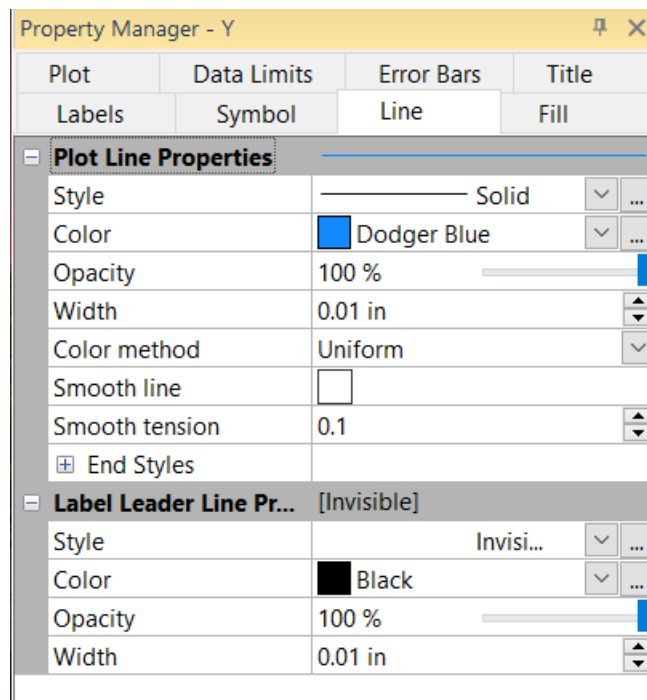 Property Manager - Y
Plot Data Limits Error Bars Title
Labels Symbol Line Fill
Plot Line Properties
Style Solid ...
Color Dodger Blue ...
Opacity 100 %
Width 0.01 in
Color method Uniform
Smooth line
Smooth tension 0.1
End Styles
Label Leader Line Pr... [Invisible]
Style Invisi... ...
Color Black ...
Opacity 100 %
Width 0.01 in